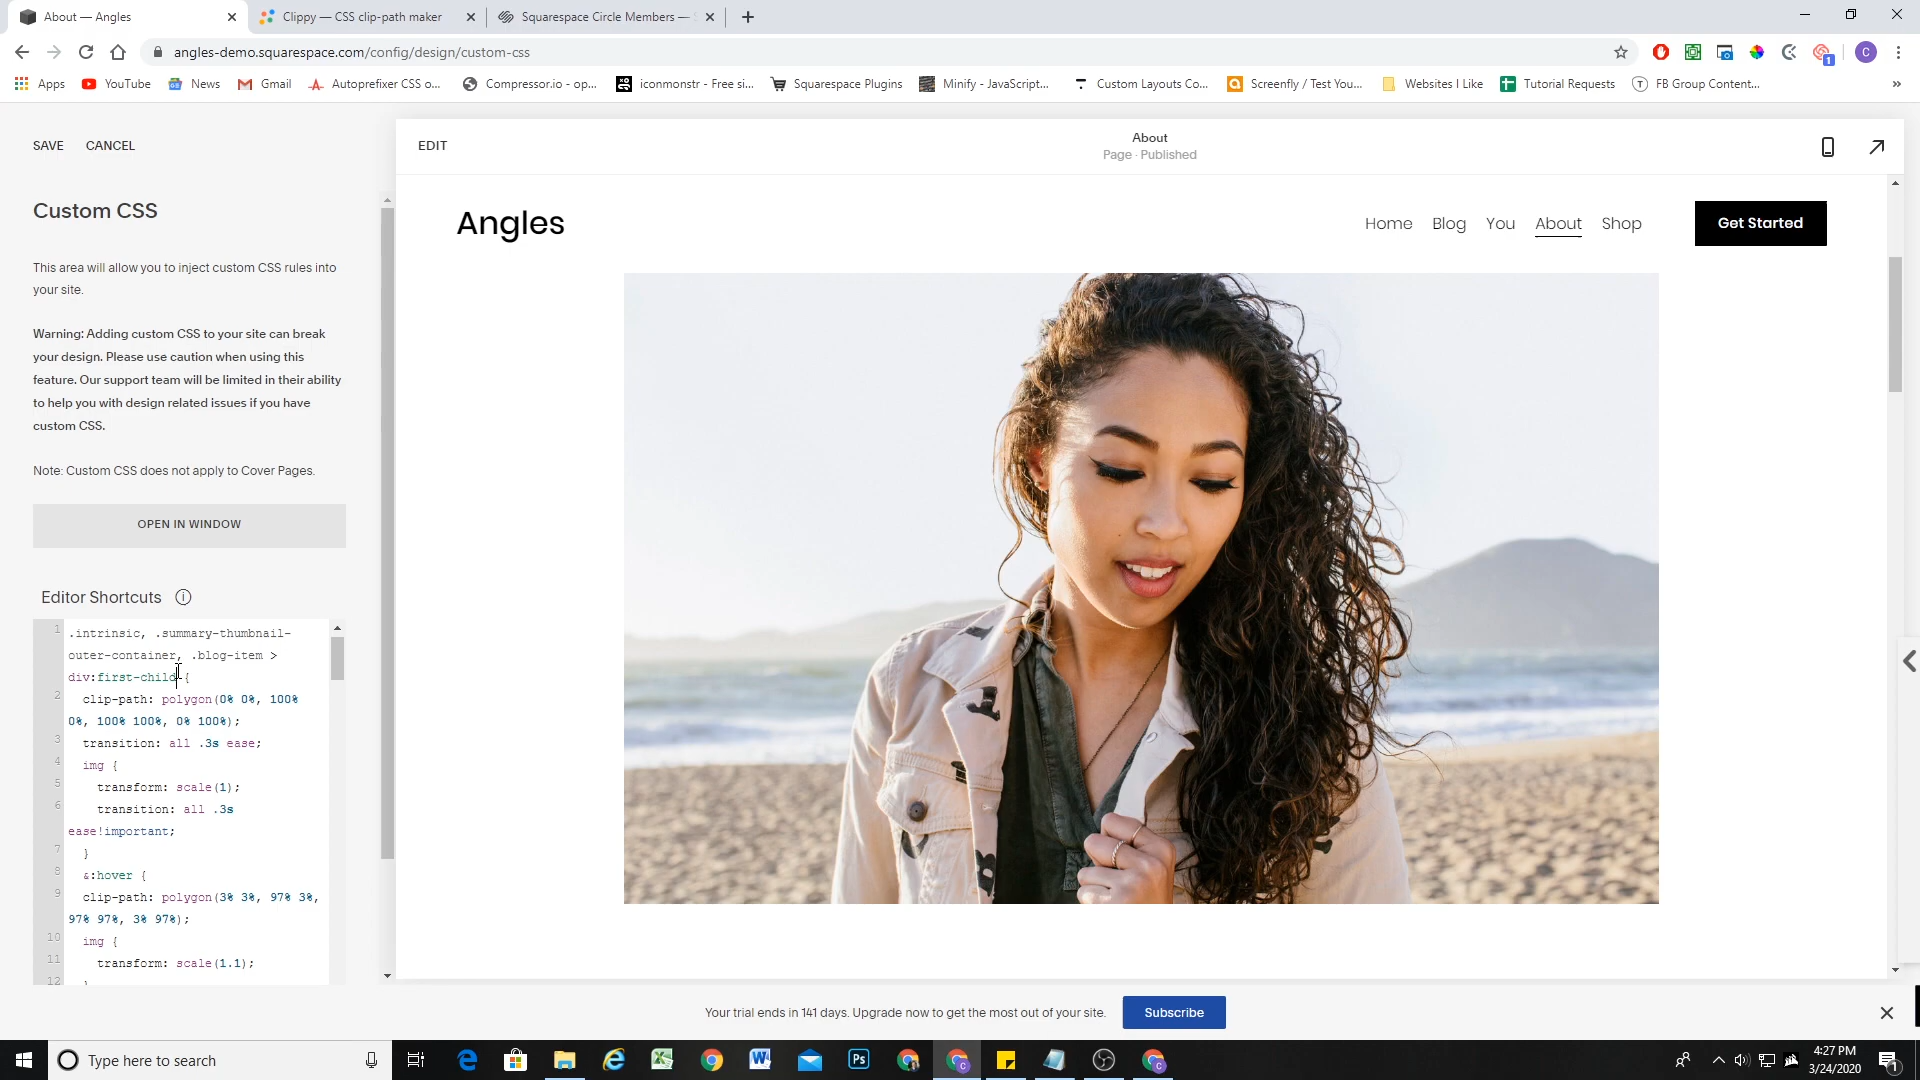 About — Angles
Clippy — CSS clip-path maker
Squarespace Circle Members —
angles-demo.squarespace.com/config/design/custom-css
C
1
Apps
YouTube
News
Gmail
Autoprefixer CSS o...
Compressor.io - op...
iconmonstr - Free si...
Squarespace Plugins
Minify - JavaScript...
Custom Layouts Co...
Screenfly / Test You...
Websites I Like
Tutorial Requests
FB Group Content...
SAVE
CANCEL
EDIT
About
Page · Published
Custom CSS
This area will allow you to inject custom CSS rules into
your site.
Warning: Adding custom CSS to your site can break
your design. Please use caution when using this
feature. Our support team will be limited in their ability
to help you with design related issues if you have
custom CSS.
Note: Custom CSS does not apply to Cover Pages.
OPEN IN WINDOW
Editor Shortcuts
1 .intrinsic, .summary-thumbnail-
outer-container, .blog-item >
div:first-child {
2 clip-path: polygon(0% 0%, 100%
0%, 100% 100%, 0% 100%);
3 transition: all .3s ease;
4 img {
5 transform: scale(1);
6 transition: all .3s
ease!important;
7 }
8 &:hover {
9 clip-path: polygon(3% 3%, 97% 3%,
97% 97%, 3% 97%);
10 img {
11 transform: scale(1.1);
12
Angles
Home
Blog
You
About
Shop
Get Started
Your trial ends in 141 days. Upgrade now to get the most out of your site.
Subscribe
Type here to search
4:27 PM
3/24/2020